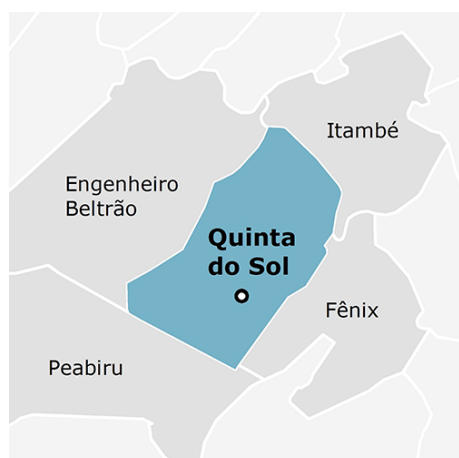 Itambé
Engenheiro
Beltrão
Quinta
do Sol
Fênix
Peabiru